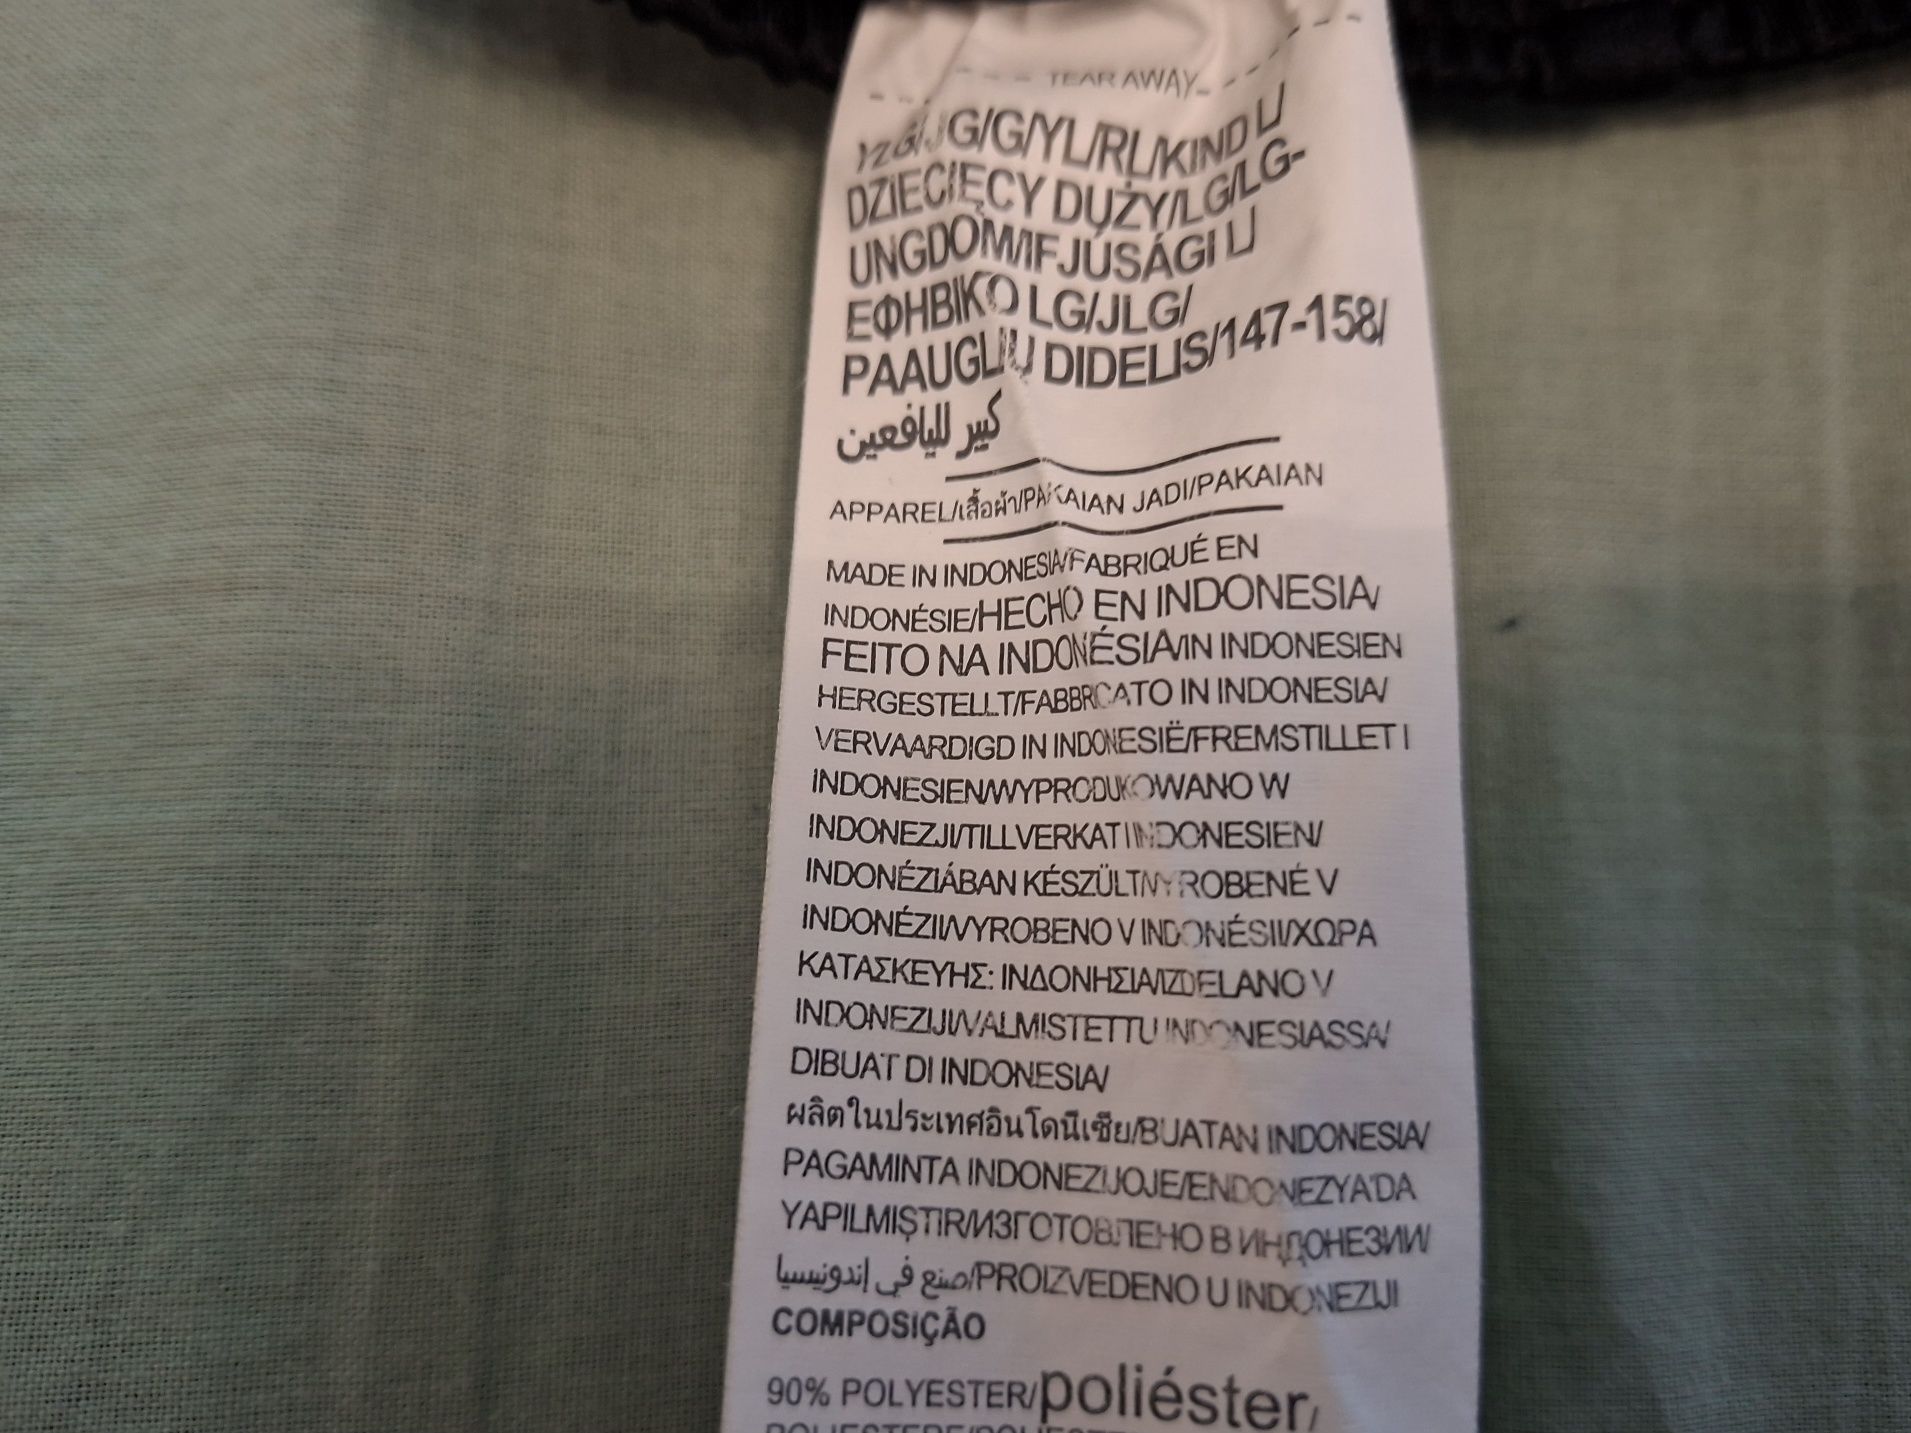 TEAR AWAY
YZG/JG/G/YL/RL/KIND L/
DZIECIĘCY DUŻY/LG/LG-
UNGDOM/IFJÚSÁGI L/
ΕΦΗΒΙΚΟ LG/JLG/
PAAUGLIŲ DIDELIS/147-158/
كبير لليافعين
APPAREL/เสื้อผ้า/PAKAIAN JADI/PAKAIAN
MADE IN INDONESIA/FABRIQUÉ EN
INDONÉSIE/HECHO EN INDONESIA/
FEITO NA INDONÉSIA/IN INDONESIEN
HERGESTELLT/FABBRICATO IN INDONESIA/
VERVAARDIGD IN INDONESIË/FREMSTILLET I
INDONESIEN/WYPRODUKOWANO W
INDONEZJI/TILLVERKAT I INDONESIEN/
INDONÉZIÁBAN KÉSZÜLT/VYROBENÉ V
INDONÉZII/VYROBENO V INDONÉSII/ΧΩΡΑ
ΚΑΤΑΣΚΕΥΗΣ: ΙΝΔΟΝΗΣΙΑ/IZDELANO V
INDONEZIJI/VALMISTETTU INDONESIASSA/
DIBUAT DI INDONESIA/
ผลิตในประเทศอินโดนีเซีย/BUATAN INDONESIA/
PAGAMINTA INDONEZIJOJE/ENDONEZYA'DA
YAPILMIŞTIR/ИЗГОТОВЛЕНО В ИНДОНЕЗИИ/
صنع في إندونيسيا/PROIZVEDENO U INDONEZIJI
COMPOSIÇÃO
90% POLYESTER/poliéster/
POLIESTERE/POLIESTER